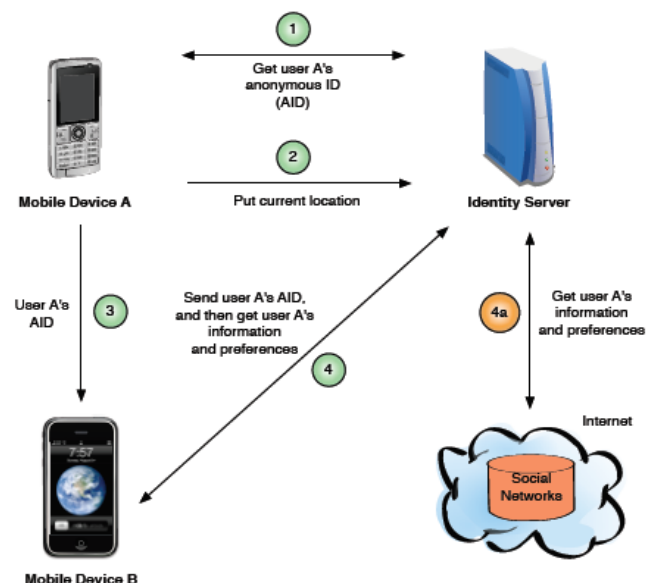 1
Get user A's
anonymous ID
(AID)
2
Put current location
Mobile Device A
Identity Server
User A's
AID
3
Send user A's AID,
and then get user A's
information
and preferences
4
4a
Get user A's
information
and preferences
Internet
Social
Networks
7:57
Mobile Device B